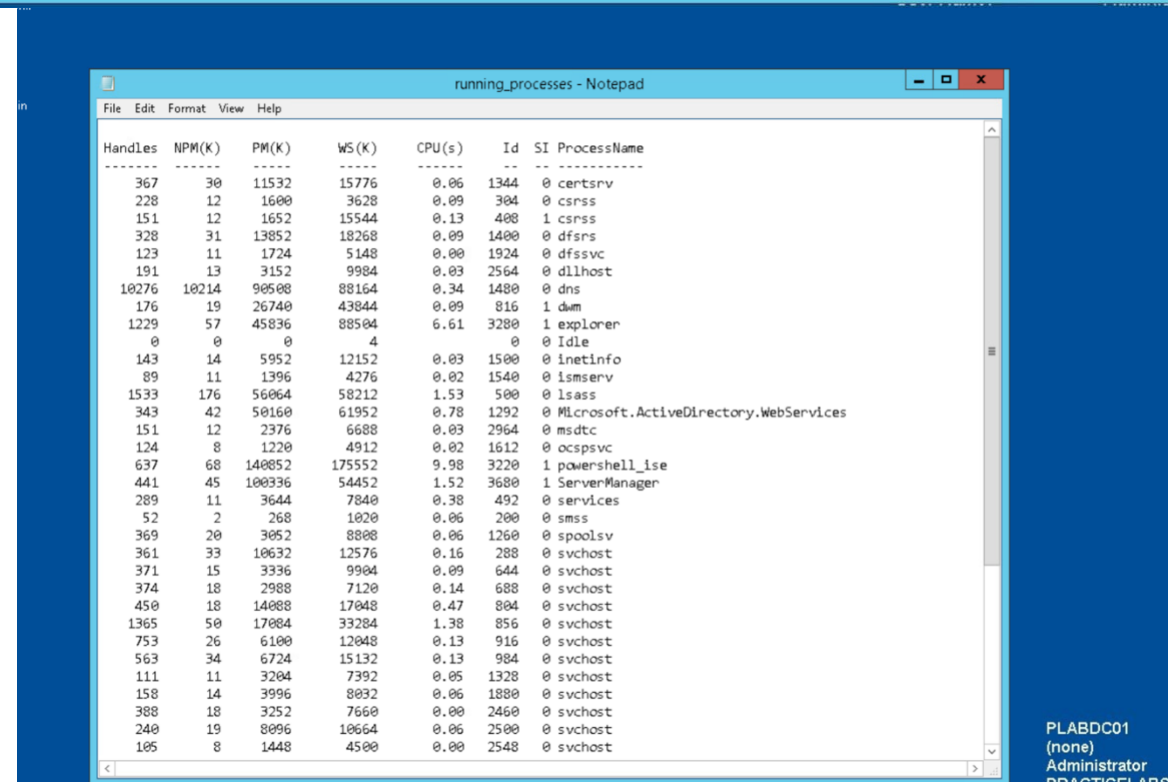 in
running_processes - Notepad
File Edit Format View Help
Handles NPM(K) PM(K) WS(K) CPU(s) Id SI ProcessName
------- ------ ----- ----- ------ -- -- -----------
367 30 11532 15776 0.06 1344 0 certsrv
228 12 1600 3628 0.09 304 0 csrss
151 12 1652 15544 0.13 408 1 csrss
328 31 13852 18268 0.09 1400 0 dfsrs
123 11 1724 5148 0.00 1924 0 dfssvc
191 13 3152 9984 0.03 2564 0 dllhost
10276 10214 90508 88164 0.34 1480 0 dns
176 19 26740 43844 0.09 816 1 dwm
1229 57 45836 88504 6.61 3280 1 explorer
0 0 0 4 0 0 Idle
143 14 5952 12152 0.03 1500 0 inetinfo
89 11 1396 4276 0.02 1540 0 ismserv
1533 176 56064 58212 1.53 500 0 lsass
343 42 50160 61952 0.78 1292 0 Microsoft.ActiveDirectory.WebServices
151 12 2376 6688 0.03 2964 0 msdtc
124 8 1220 4912 0.02 1612 0 ocspsvc
637 68 140852 175552 9.98 3220 1 powershell_ise
441 45 100336 54452 1.52 3680 1 ServerManager
289 11 3644 7840 0.38 492 0 services
52 2 268 1020 0.06 200 0 smss
369 20 3052 8808 0.06 1260 0 spoolsv
361 33 10632 12576 0.16 288 0 svchost
371 15 3336 9904 0.09 644 0 svchost
374 18 2988 7120 0.14 688 0 svchost
450 18 14088 17048 0.47 804 0 svchost
1365 50 17084 33284 1.38 856 0 svchost
753 26 6100 12048 0.13 916 0 svchost
563 34 6724 15132 0.13 984 0 svchost
111 11 3204 7392 0.05 1328 0 svchost
158 14 3996 8032 0.06 1880 0 svchost
388 18 3252 7660 0.00 2460 0 svchost
240 19 8096 10664 0.06 2500 0 svchost
105 8 1448 4500 0.00 2548 0 svchost
PLABDC01
(none)
Administrator